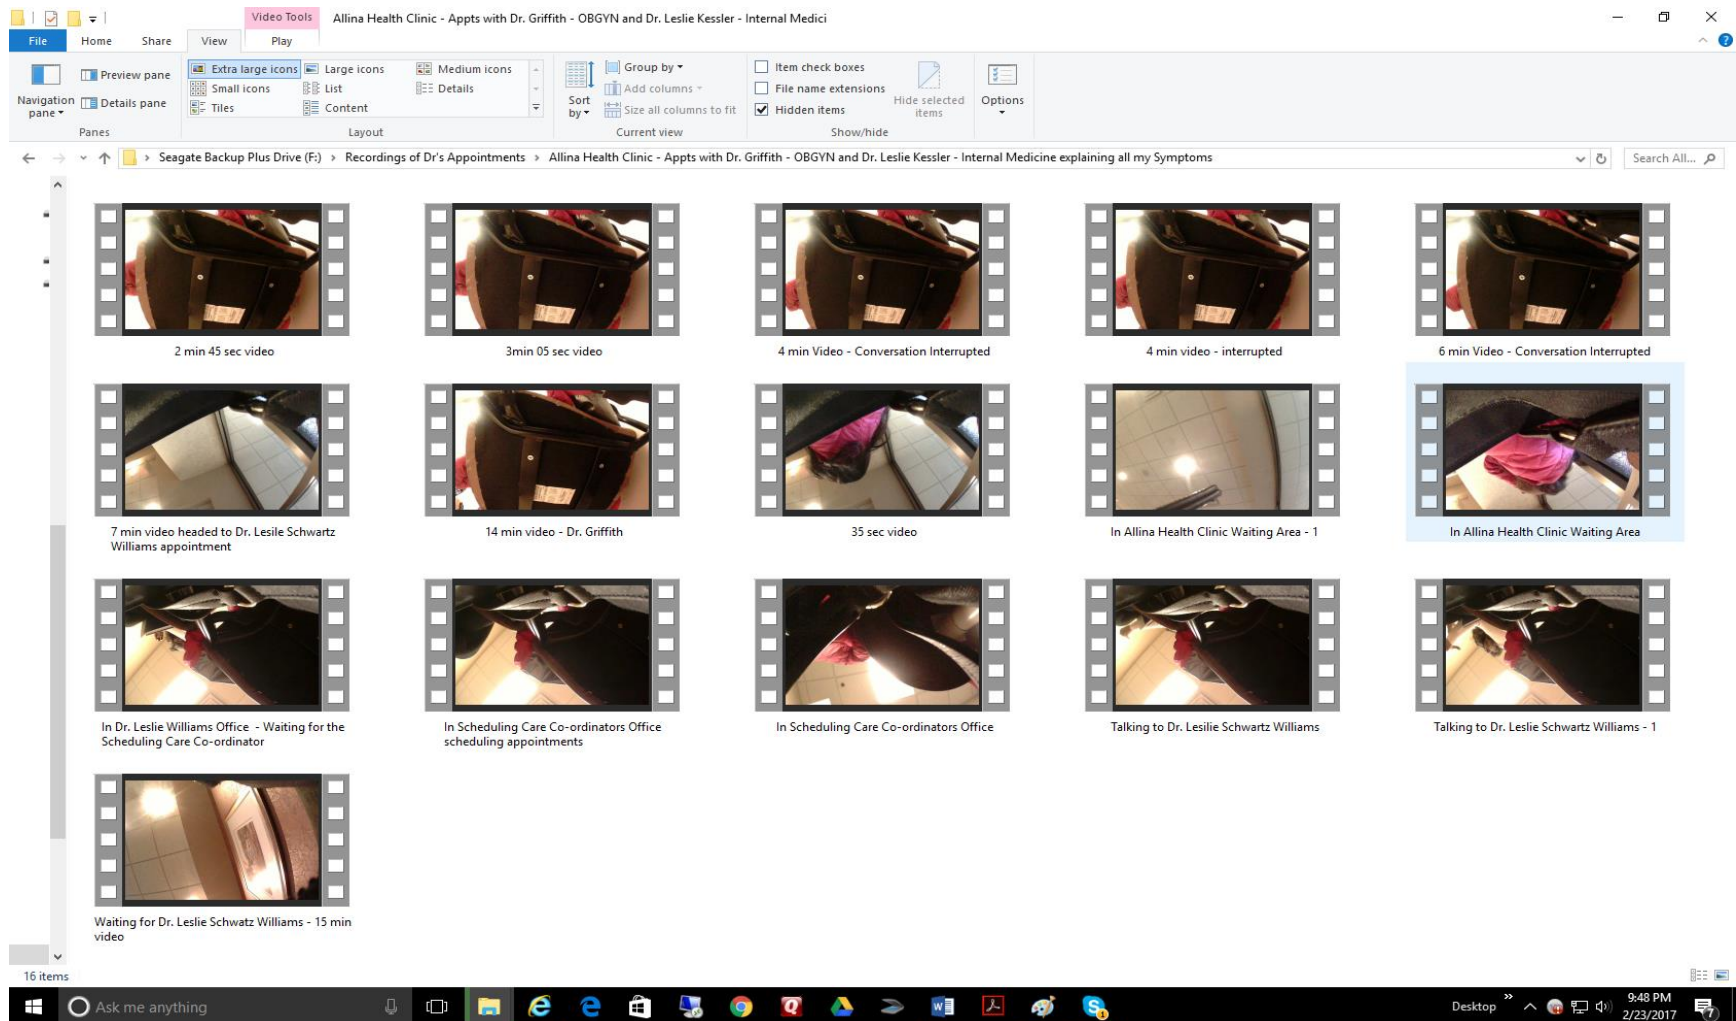 Video Tools
Allina Health Clinic - Appts with Dr. Griffith - OBGYN and Dr. Leslie Kessler - Internal Medici
File Home Share View Play
Preview pane
Details pane
Navigation pane
Panes
Extra large icons Large icons Medium icons
Small icons List Details
Tiles Content
Layout
Sort by
Group by
Add columns
Size all columns to fit
Current view
Item check boxes
File name extensions
Hidden items
Hide selected items
Show/hide
Options
Seagate Backup Plus Drive (F:) > Recordings of Dr's Appointments > Allina Health Clinic - Appts with Dr. Griffith - OBGYN and Dr. Leslie Kessler - Internal Medicine explaining all my Symptoms
Search All...
2 min 45 sec video
3min 05 sec video
4 min Video - Conversation Interrupted
4 min video - interrupted
6 min Video - Conversation Interrupted
7 min video headed to Dr. Lesile Schwartz
Williams appointment
14 min video - Dr. Griffith
35 sec video
In Allina Health Clinic Waiting Area - 1
In Allina Health Clinic Waiting Area
In Dr. Leslie Williams Office - Waiting for the
Scheduling Care Co-ordinator
In Scheduling Care Co-ordinators Office
scheduling appointments
In Scheduling Care Co-ordinators Office
Talking to Dr. Lesilie Schwartz Williams
Talking to Dr. Leslie Schwartz Williams - 1
Waiting for Dr. Leslie Schwatz Williams - 15 min
video
16 items
Ask me anything
Desktop
9:48 PM
2/23/2017